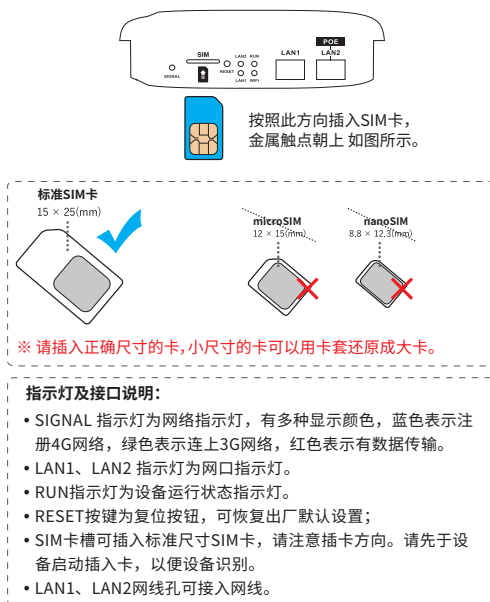 POE
SIM
LAN2 RUN
LAN1
LAN2
SIGNAL
RESET
LAN1 WiFi
按照此方向插入SIM卡，
金属触点朝上 如图所示。
标准SIM卡
15 × 25(mm)
microSIM
12 × 15(mm)
nanoSIM
8.8 × 12.3(mm)
※ 请插入正确尺寸的卡，小尺寸的卡可以用卡套还原成大卡。
指示灯及接口说明：
• SIGNAL 指示灯为网络指示灯，有多种显示颜色，蓝色表示注
册4G网络，绿色表示连上3G网络，红色表示有数据传输。
• LAN1、LAN2 指示灯为网口指示灯。
• RUN指示灯为设备运行状态指示灯。
• RESET按键为复位按钮，可恢复出厂默认设置；
• SIM卡槽可插入标准尺寸SIM卡，请注意插卡方向。请先于设
备启动插入卡，以便设备识别。
• LAN1、LAN2网线孔可接入网线。